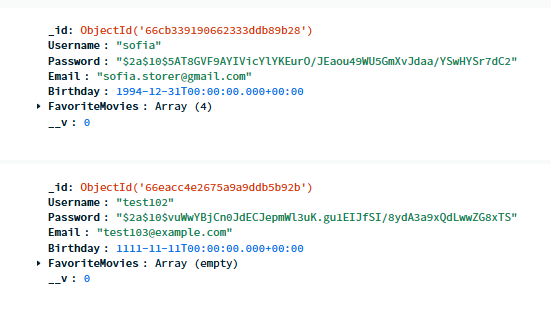 _id: ObjectId('66cb339190662333ddb89b28')
Username : "sofia"
Password : "$2a$10$5AT8GVF9AYIVicYlYKEurO/JEaou49WU5GmXvJdaa/YSwHYSr7dC2"
Email : "sofia.storer@gmail.com"
Birthday : 1994-12-31T00:00:00.000+00:00
FavoriteMovies : Array (4)
__v : 0
_id: ObjectId('66eacc4e2675a9a9ddb5b92b')
Username : "test102"
Password : "$2a$10$vuWwYBjCn0JdECJepmWl3uK.gu1EIJfSI/8ydA3a9xQdLwwZG8xTS"
Email : "test103@example.com"
Birthday : 1111-11-11T00:00:00.000+00:00
FavoriteMovies : Array (empty)
__v : 0